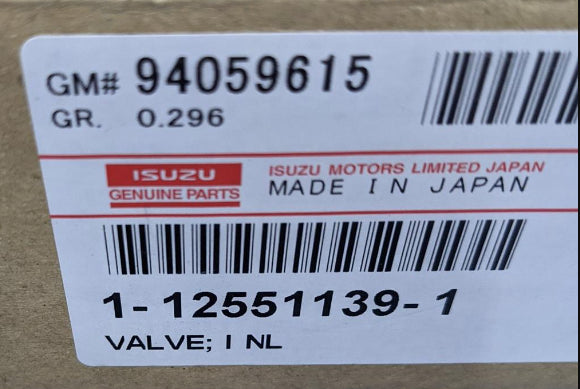 GM# 94059615
GR. 0.296
ISUZU
GENUINE PARTS
ISUZU MOTORS LIMITED JAPAN
MADE IN JAPAN
1-12551139-1
VALVE; I NL